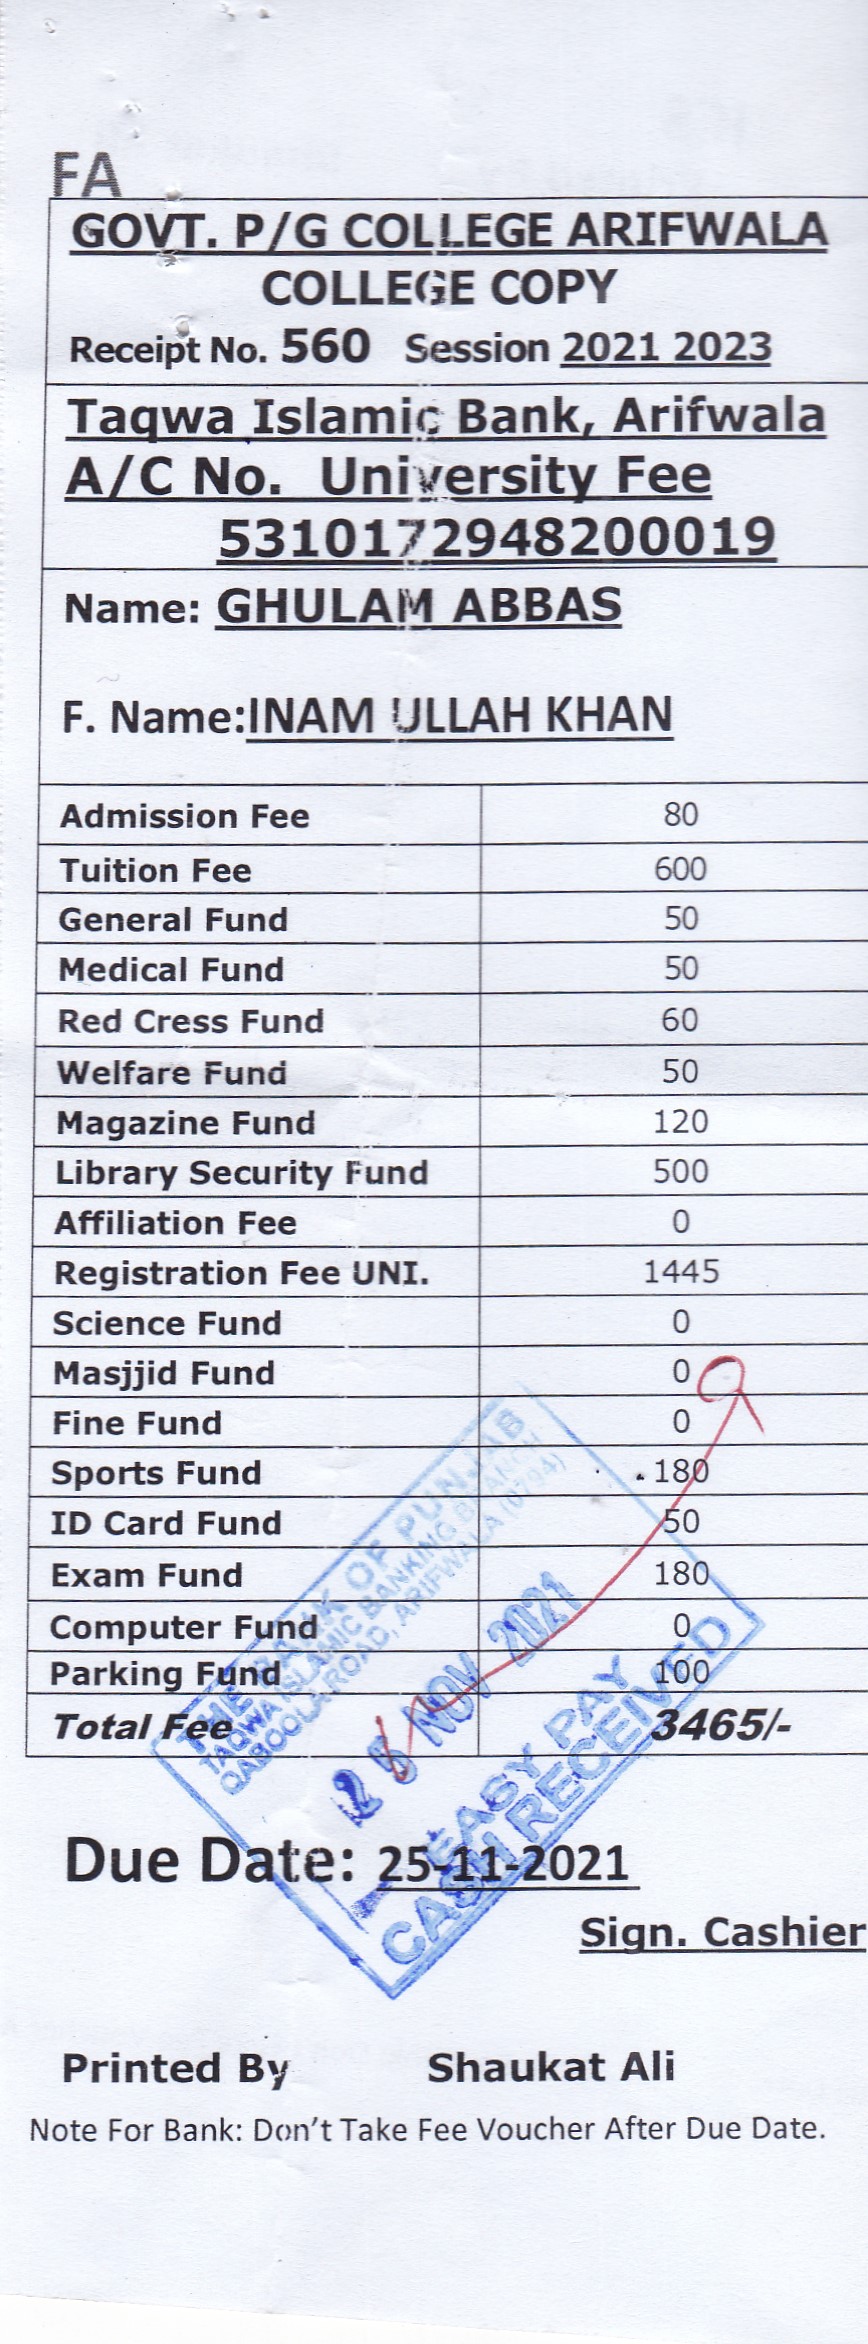 FA
GOVT. P/G COLLEGE ARIFWALA
COLLEGE COPY
Receipt No. 560 Session 2021 2023
Taqwa Islamic Bank, Arifwala
A/C No. University Fee
5310172948200019
Name: GHULAM ABBAS
F. Name:INAM ULLAH KHAN
Admission Fee 80
Tuition Fee 600
General Fund 50
Medical Fund 50
Red Cress Fund 60
Welfare Fund 50
Magazine Fund 120
Library Security Fund 500
Affiliation Fee 0
Registration Fee UNI. 1445
Science Fund 0
Masjjid Fund 0
Fine Fund 0
Sports Fund 180
ID Card Fund 50
Exam Fund 180
Computer Fund 0
Parking Fund 100
Total Fee 3465/-
THE BANK OF PUNJAB
TAQWA ISLAMIC BANKING BRANCH
QABOOLA ROAD, ARIFWALA (0794)
NOV 2021
EASY PAY
CASH RECEIVED
Due Date: 25-11-2021
Sign. Cashier
Printed By Shaukat Ali
Note For Bank: Don't Take Fee Voucher After Due Date.